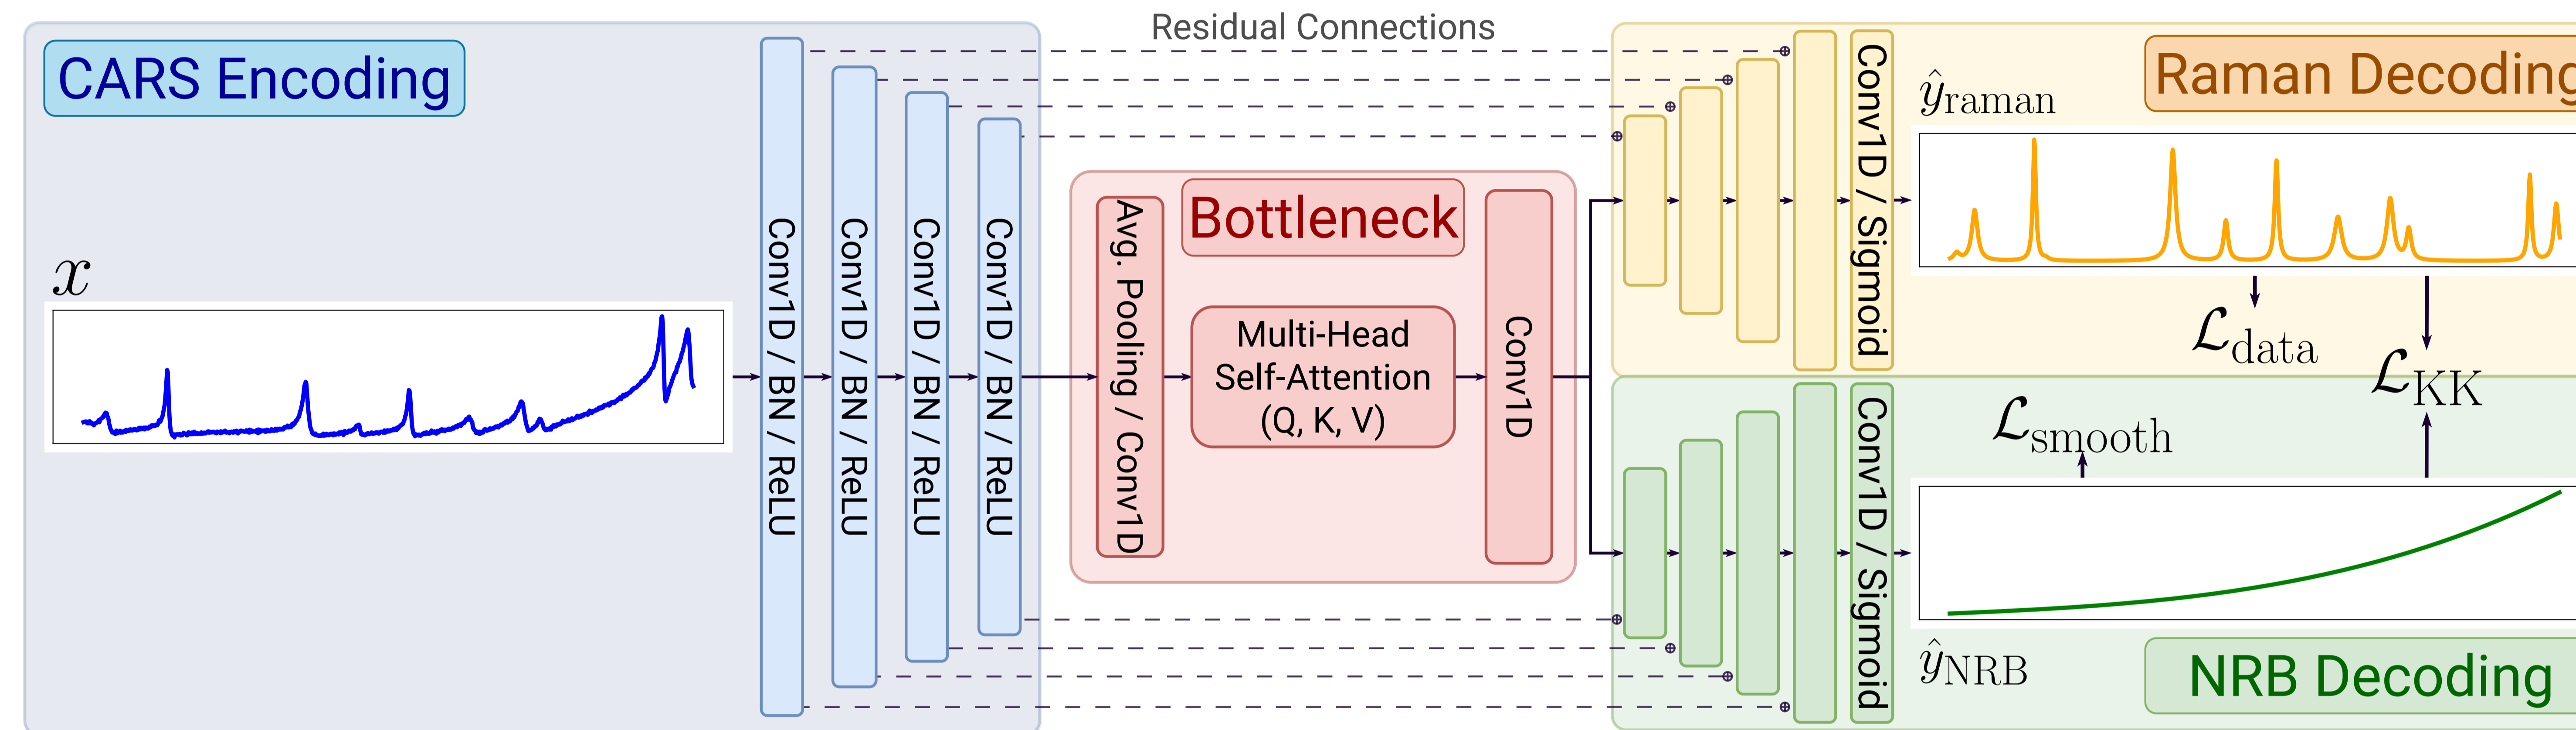 Residual Connections
CARS Encoding
x
Conv1D / BN / ReLU
Conv1D / BN / ReLU
Conv1D / BN / ReLU
Conv1D / BN / ReLU
Bottleneck
Avg. Pooling / Conv1D
Multi-Head
Self-Attention
(Q, K, V)
Conv1D
Conv1D / Sigmoid
ŷraman
Raman Decoding
ℒdata
ℒKK
ℒsmooth
Conv1D / Sigmoid
ŷNRB
NRB Decoding